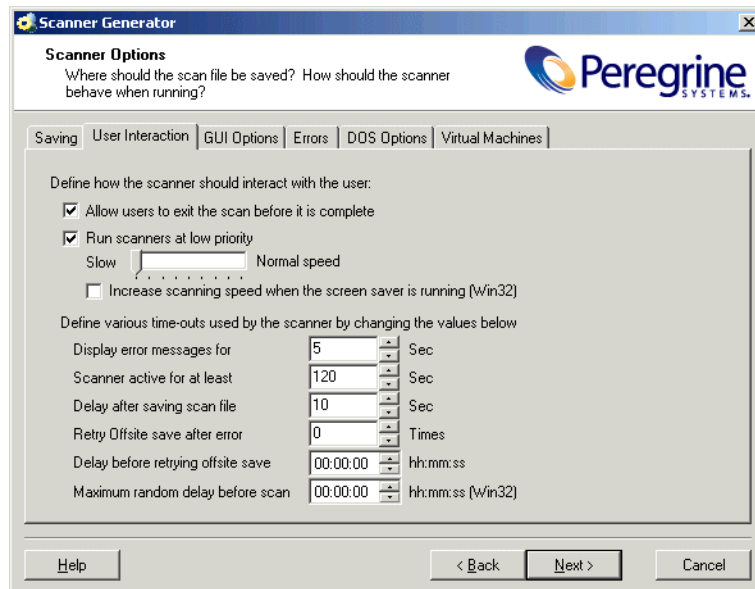 Scanner Generator
Scanner Options
Where should the scan file be saved? How should the scanner
behave when running?
Peregrine
SYSTEMS.
Saving User Interaction GUI Options Errors DOS Options Virtual Machines
Define how the scanner should interact with the user:
Allow users to exit the scan before it is complete
Run scanners at low priority
Slow Normal speed
Increase scanning speed when the screen saver is running (Win32)
Define various time-outs used by the scanner by changing the values below
Display error messages for 5 Sec
Scanner active for at least 120 Sec
Delay after saving scan file 10 Sec
Retry Offsite save after error 0 Times
Delay before retrying offsite save 00:00:00 hh:mm:ss
Maximum random delay before scan 00:00:00 hh:mm:ss (Win32)
Help < Back Next > Cancel